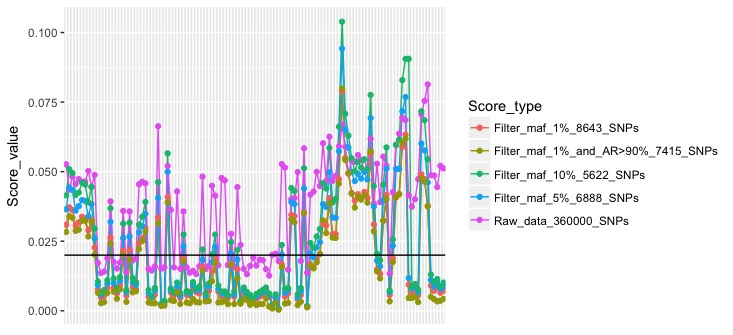 0.100
0.075
0.050
0.025
0.000
Score_value
Score_type
Filter_maf_1%_8643_SNPs
Filter_maf_1%_and_AR>90%_7415_SNPs
Filter_maf_10%_5622_SNPs
Filter_maf_5%_6888_SNPs
Raw_data_360000_SNPs